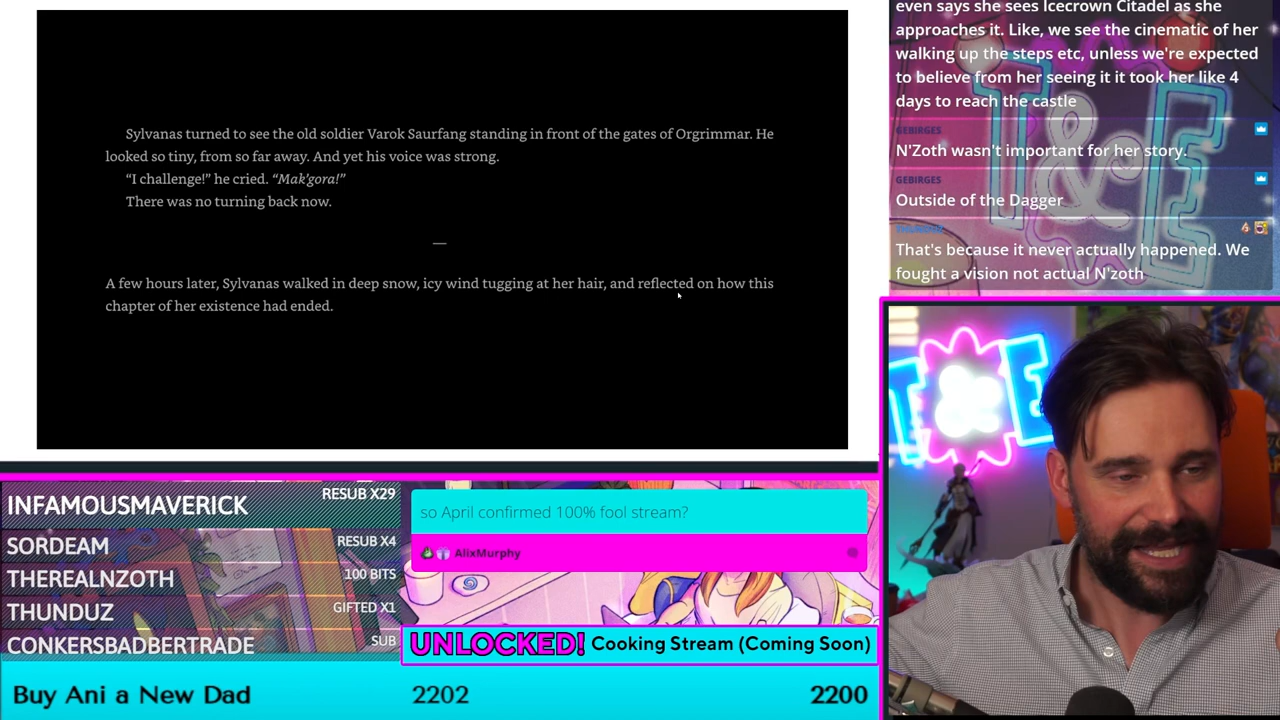 Sylvanas turned to see the old soldier Varok Saurfang standing in front of the gates of Orgrimmar. He
looked so tiny, from so far away. And yet his voice was strong.
“I challenge!” he cried. “Mak'gora!”
There was no turning back now.
—
A few hours later, Sylvanas walked in deep snow, icy wind tugging at her hair, and reflected on how this
chapter of her existence had ended.
even says she sees Icecrown Citadel as she
approaches it. Like, we see the cinematic of her
walking up the steps etc, unless we're expected
to believe from her seeing it it took her like 4
days to reach the castle
GEBIRGES
N'Zoth wasn't important for her story.
GEBIRGES
Outside of the Dagger
That's because it never actually happened. We
fought a vision not actual N'zoth
T&E
T&E
INFAMOUSMAVERICK RESUB X29
SORDEAM RESUB X4
THEREALNZOTH 100 BITS
THUNDUZ GIFTED X1
CONKERSBADBERTRADE SUB
so April confirmed 100% fool stream?
AlixMurphy
UNLOCKED! Cooking Stream (Coming Soon)
Buy Ani a New Dad 2202 2200